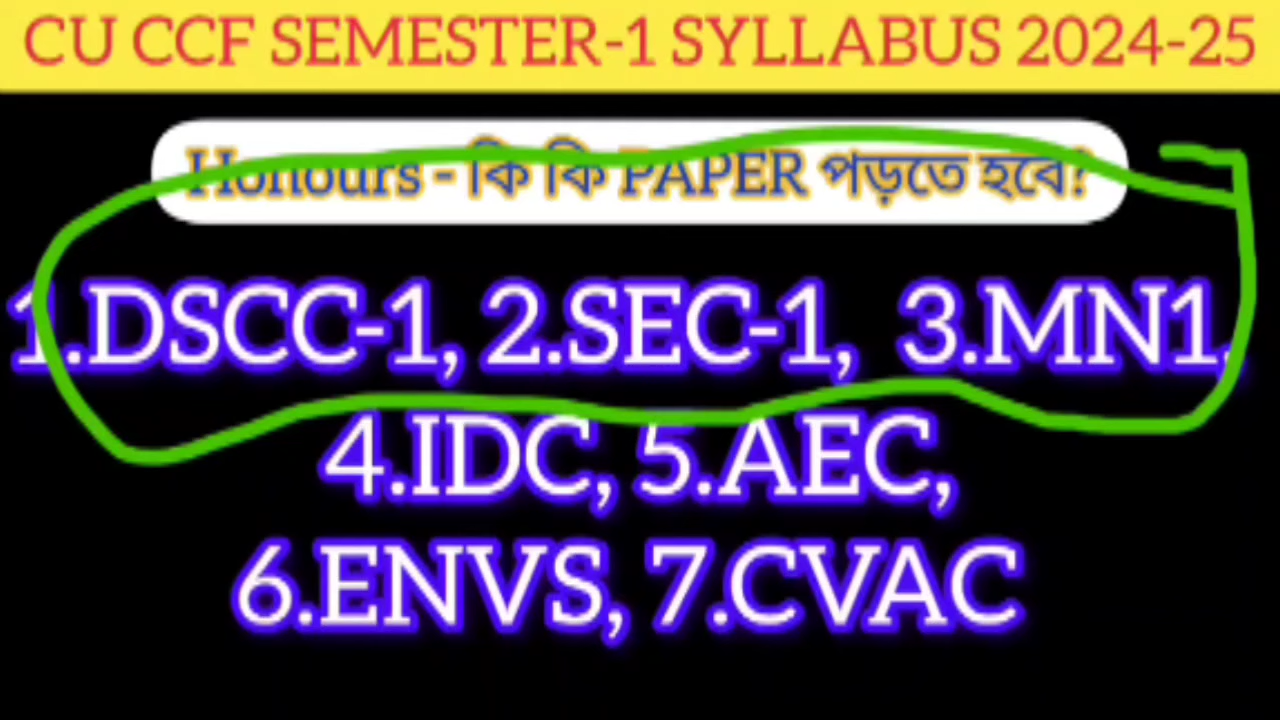 CU CCF SEMESTER-1 SYLLABUS 2024-25
Honours - কি কি PAPER পড়তে হবে?
1.DSCC-1, 2.SEC-1, 3.MN1,
4.IDC, 5.AEC,
6.ENVS, 7.CVAC